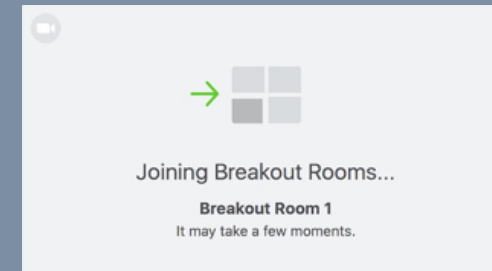 Joining Breakout Rooms...
Breakout Room 1
It may take a few moments.